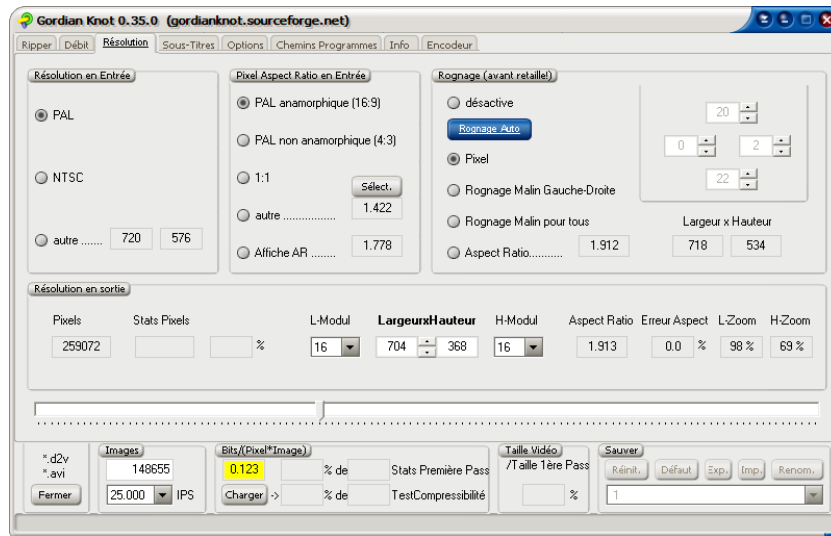 Gordian Knot 0.35.0 (gordianknot.sourceforge.net)
Ripper Débit Résolution Sous-Titres Options Chemins Programmes Info Encodeur
Résolution en Entrée
PAL
NTSC
autre ....... 720 576
Pixel Aspect Ratio en Entrée
PAL anamorphique (16:9)
PAL non anamorphique (4:3)
1:1 Sélect.
autre ................. 1.422
Affiche AR ........ 1.778
Rognage (avant retaille!)
désactive
Rognage Auto
Pixel
Rognage Malin Gauche-Droite
Rognage Malin pour tous
Aspect Ratio........... 1.912
20
0 2
22
Largeur x Hauteur
718 534
Résolution en sortie
Pixels Stats Pixels L-Modul LargeurxHauteur H-Modul Aspect Ratio Erreur Aspect L-Zoom H-Zoom
259072 % 16 704 368 16 1.913 0.0 % 98 % 69 %
*.d2v
*.avi
Fermer
Images
148655
25.000 IPS
Bits/(Pixel*Image)
0.123 % de Stats Première Pass
Charger -> % de TestCompressibilité
Taille Vidéo
/Taille 1ère Pass
%
Sauver
Réinit. Défaut Exp. Imp. Renom.
1